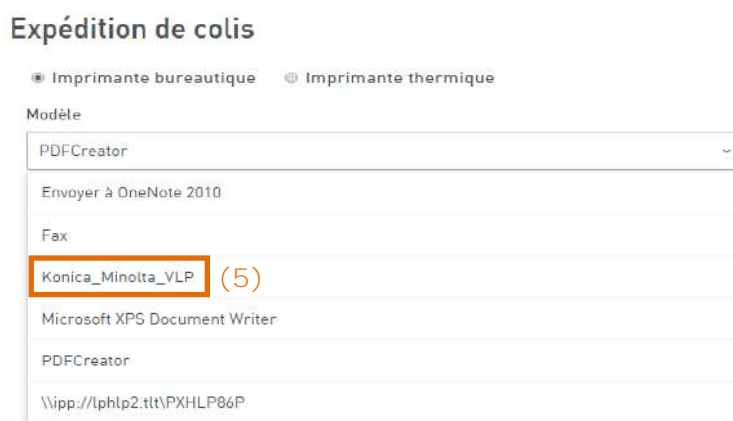 Expédition de colis
Imprimante bureautique Imprimante thermique
Modèle
PDFCreator
Envoyer à OneNote 2010
Fax
Konica_Minolta_VLP (5)
Microsoft XPS Document Writer
PDFCreator
\\ipp://lphlp2.tlt\PXHLP86P